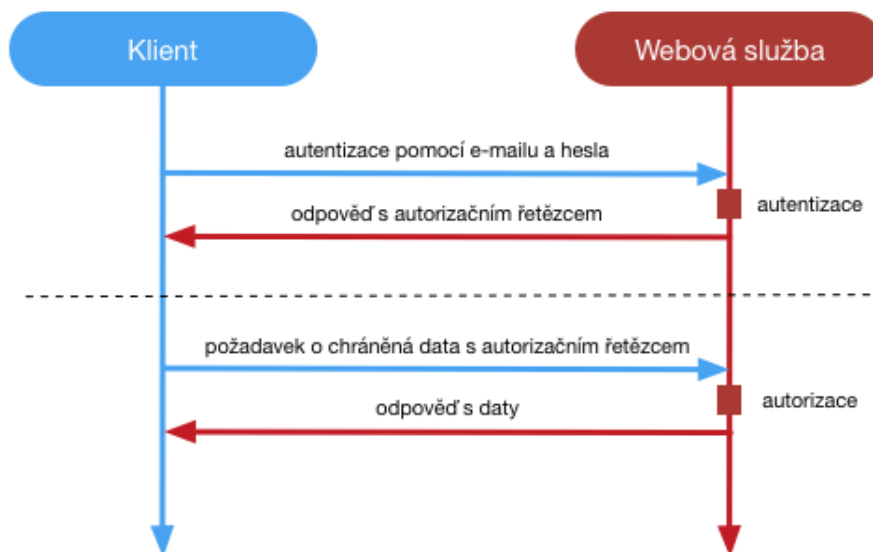 Klient
Webová služba
autentizace pomocí e-mailu a hesla
autentizace
odpověď s autorizačním řetězcem
požadavek o chráněná data s autorizačním řetězcem
autorizace
odpověď s daty